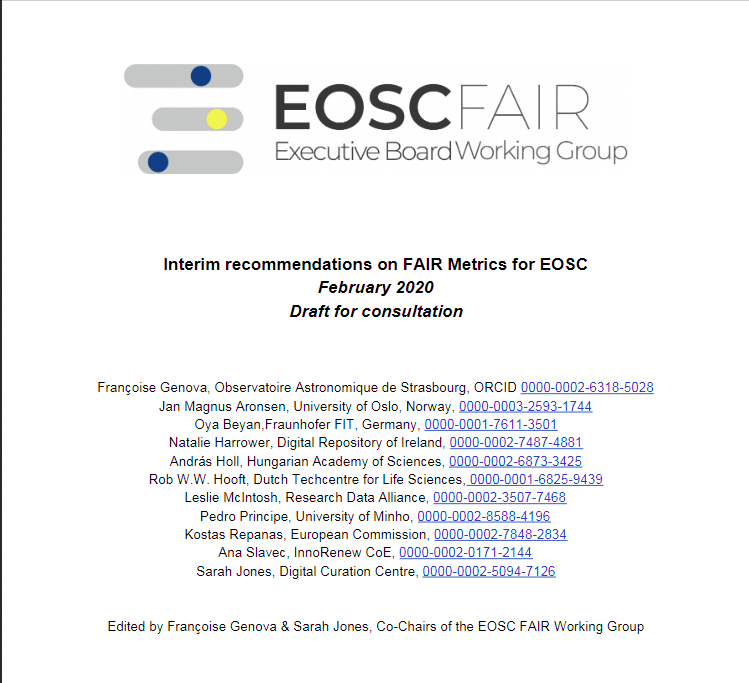 EOSCFAIR
Executive Board Working Group
Interim recommendations on FAIR Metrics for EOSC
February 2020
Draft for consultation
Françoise Genova, Observatoire Astronomique de Strasbourg, ORCID 0000-0002-6318-5028
Jan Magnus Aronsen, University of Oslo, Norway, 0000-0003-2593-1744
Oya Beyan,Fraunhofer FIT, Germany, 0000-0001-7611-3501
Natalie Harrower, Digital Repository of Ireland, 0000-0002-7487-4881
András Holl, Hungarian Academy of Sciences, 0000-0002-6873-3425
Rob W.W. Hooft, Dutch Techcentre for Life Sciences, 0000-0001-6825-9439
Leslie McIntosh, Research Data Alliance, 0000-0002-3507-7468
Pedro Principe, University of Minho, 0000-0002-8588-4196
Kostas Repanas, European Commission, 0000-0002-7848-2834
Ana Slavec, InnoRenew CoE, 0000-0002-0171-2144
Sarah Jones, Digital Curation Centre, 0000-0002-5094-7126
Edited by Françoise Genova & Sarah Jones, Co-Chairs of the EOSC FAIR Working Group